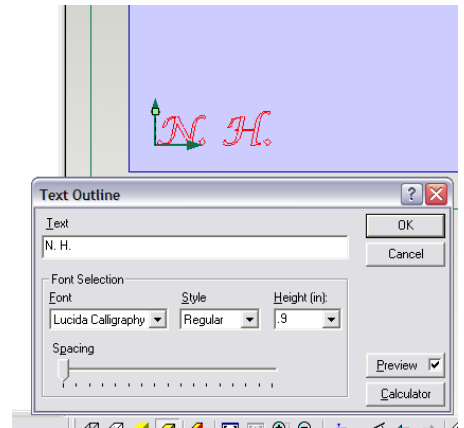 N. H.
Text Outline
Text
OK
N. H.
Cancel
Font Selection
Font Style Height (in):
Lucida Calligraphy Regular .9
Spacing
Preview
Calculator